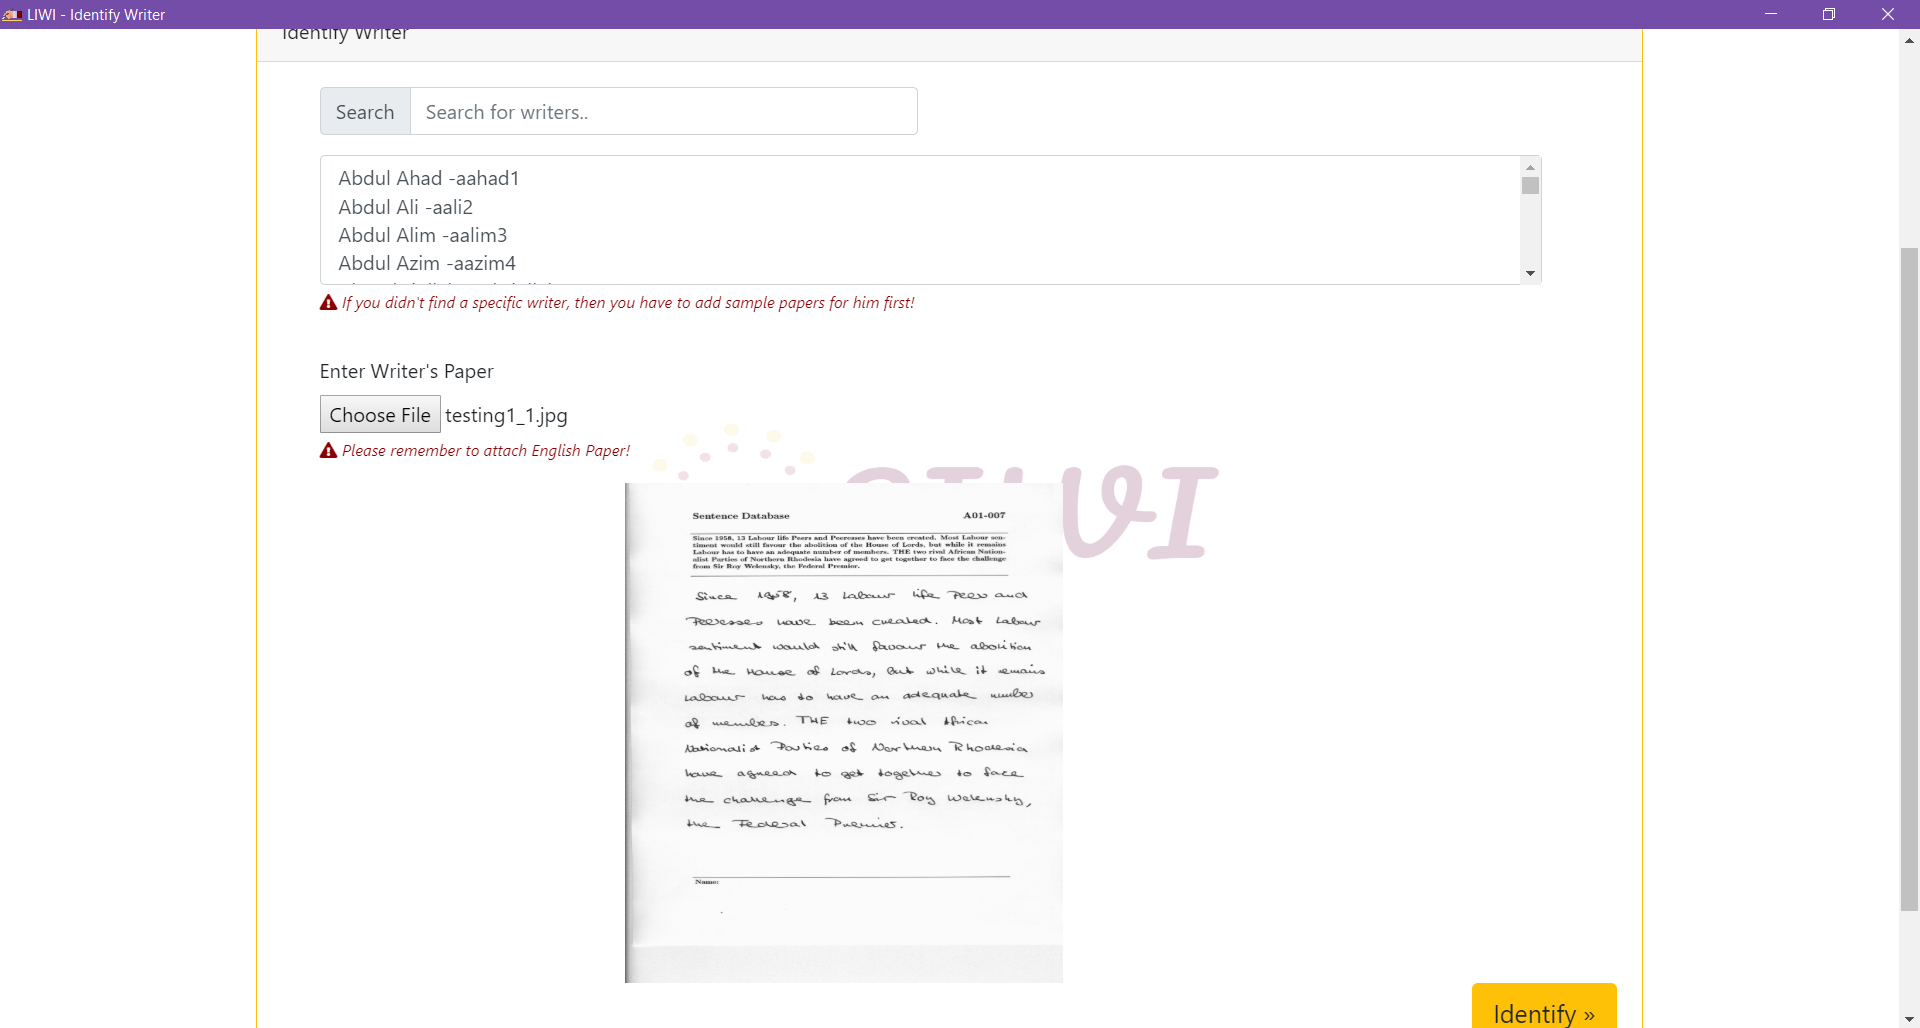 LIWI - Identify Writer
Identify Writer
Search
Search for writers..
Abdul Ahad -aahad1
Abdul Ali -aali2
Abdul Alim -aalim3
Abdul Azim -aazim4
If you didn't find a specific writer, then you have to add sample papers for him first!
Enter Writer's Paper
Choose File testing1_1.jpg
Please remember to attach English Paper!
Sentence Database A01-007
Since 1958, 13 Labour life Peers and Peeresses have been created. Most Labour sen-
timent would still favour the abolition of the House of Lords, but while it remains
Labour has to have an adequate number of members. THE two rival African Nation-
alist Parties of Northern Rhodesia have agreed to get together to face the challenge
from Sir Roy Welensky, the Federal Premier.
Since 1958, 13 Labour life Peers and
Peeresses have been created. Most Labour
sentiment would still favour the abolition
of the House of Lords, but while it remains
Labour has to have an adequate number
of members. THE two rival African
Nationalist Parties of Northern Rhodesia
have agreed to get together to face
the challenge from Sir Roy Welensky,
the Federal Premier.
Name:
Identify »